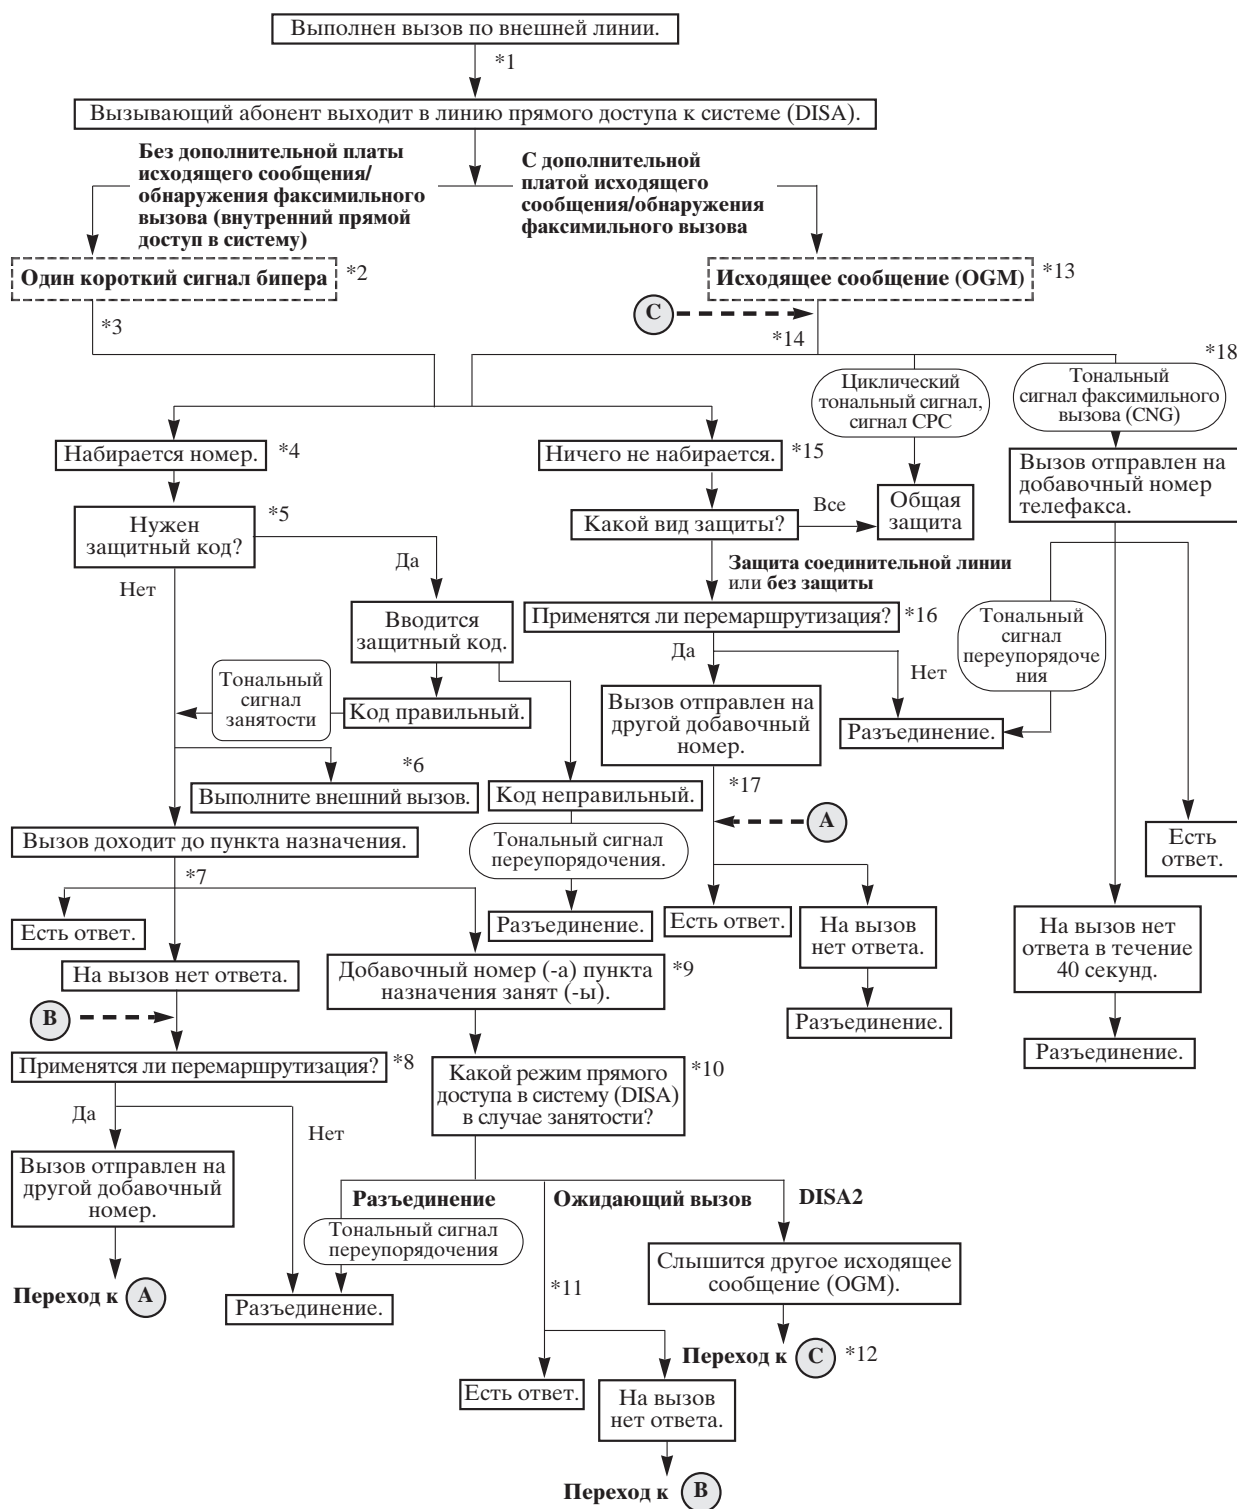 Выполнен вызов по внешней линии.
*1
Вызывающий абонент выходит в линию прямого доступа к системе (DISA).
Без дополнительной платы
исходящего сообщения/
обнаружения факсимильного
вызова (внутренний прямой
доступ в систему)
С дополнительной
платой исходящего
сообщения/обнаружения
факсимильного вызова
Один короткий сигнал бипера
*2
Исходящее сообщение (OGM)
*13
C
*3
*14
*18
Циклический
тональный сигнал,
сигнал CPC
Тональный
сигнал факсимильного
вызова (CNG)
Набирается номер.
*4
Ничего не набирается.
*15
Вызов отправлен на
добавочный номер
телефакса.
Нужен
защитный код?
*5
Какой вид защиты?
Все
Общая
защита
Да
Нет
Защита соединительной линии
или без защиты
Вводится
защитный код.
Применятся ли перемаршрутизация?
*16
Тональный
сигнал
переупорядоче
ния
Тональный
сигнал
занятости
Код правильный.
Да
Нет
Вызов отправлен на
другой добавочный
номер.
Разъединение.
*6
Выполните внешний вызов.
Код неправильный.
*17
A
Вызов доходит до пункта назначения.
Тональный сигнал
переупорядочения.
Есть
ответ.
*7
Есть ответ.
Разъединение.
Есть ответ.
На вызов
нет ответа.
На вызов нет
ответа в течение
40 секунд.
На вызов нет ответа.
Добавочный номер (-а) пункта
назначения занят (-ы).
*9
B
Разъединение.
Разъединение.
Применятся ли перемаршрутизация?
*8
Какой режим прямого
доступа в систему (DISA)
в случае занятости?
*10
Да
Нет
Вызов отправлен на
другой добавочный
номер.
Разъединение
Ожидающий вызов
DISA2
Тональный сигнал
переупорядочения
Слышится другое исходящее
сообщение (OGM).
*11
Переход к A
Разъединение.
Переход к C
*12
Есть ответ.
На вызов
нет ответа.
Переход к B